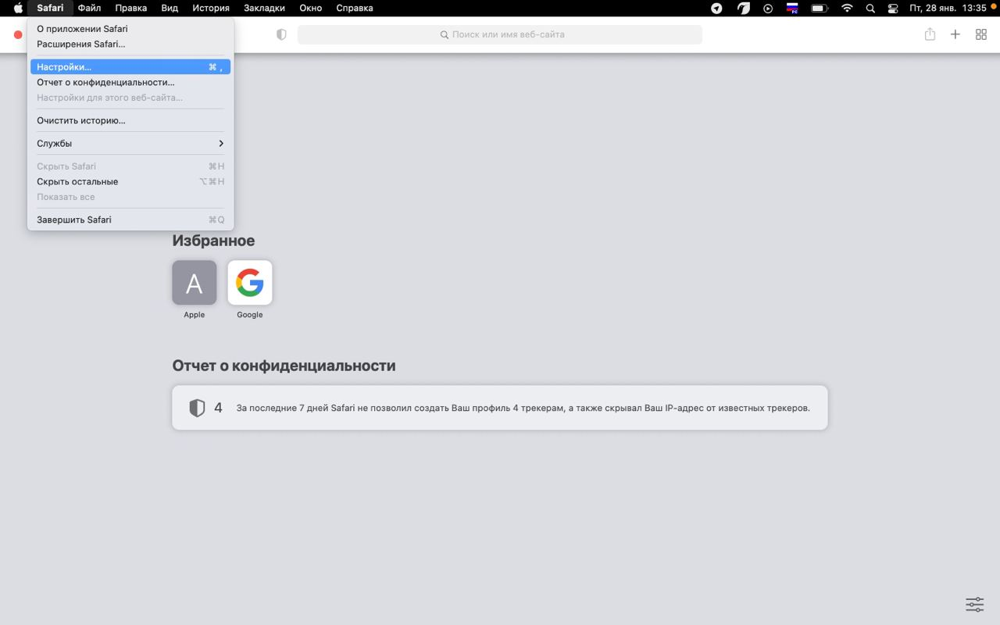 Safari Файл Правка Вид История Закладки Окно Справка РС Пт, 28 янв. 13:35
О приложении Safari
Расширения Safari...
Настройки... ⌘ ,
Отчет о конфиденциальности...
Настройки для этого веб-сайта...
Очистить историю...
Службы
Скрыть Safari ⌘H
Скрыть остальные ⌥⌘H
Показать все
Завершить Safari ⌘Q
Поиск или имя веб-сайта
Избранное
A
Apple
G
Google
Отчет о конфиденциальности
4 За последние 7 дней Safari не позволил создать Ваш профиль 4 трекерам, а также скрывал Ваш IP-адрес от известных трекеров.